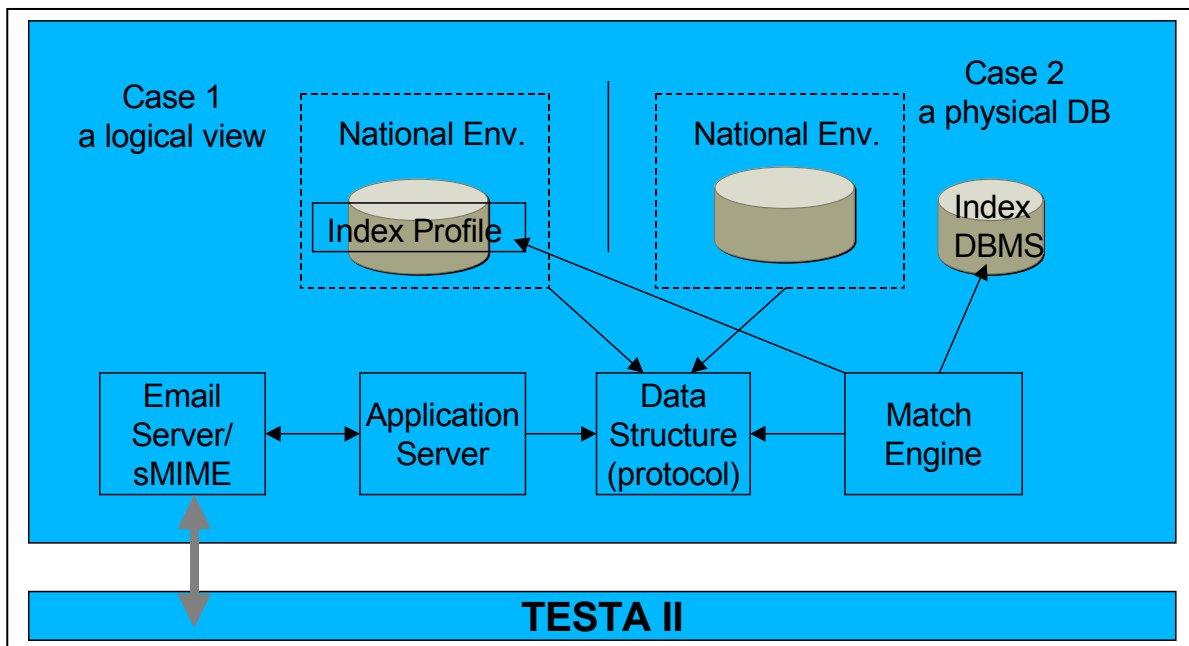 Case 1
a logical view
National Env.
Index Profile
National Env.
Case 2
a physical DB
Index
DBMS
Email
Server/
sMIME
Application
Server
Data
Structure
(protocol)
Match
Engine
TESTA II